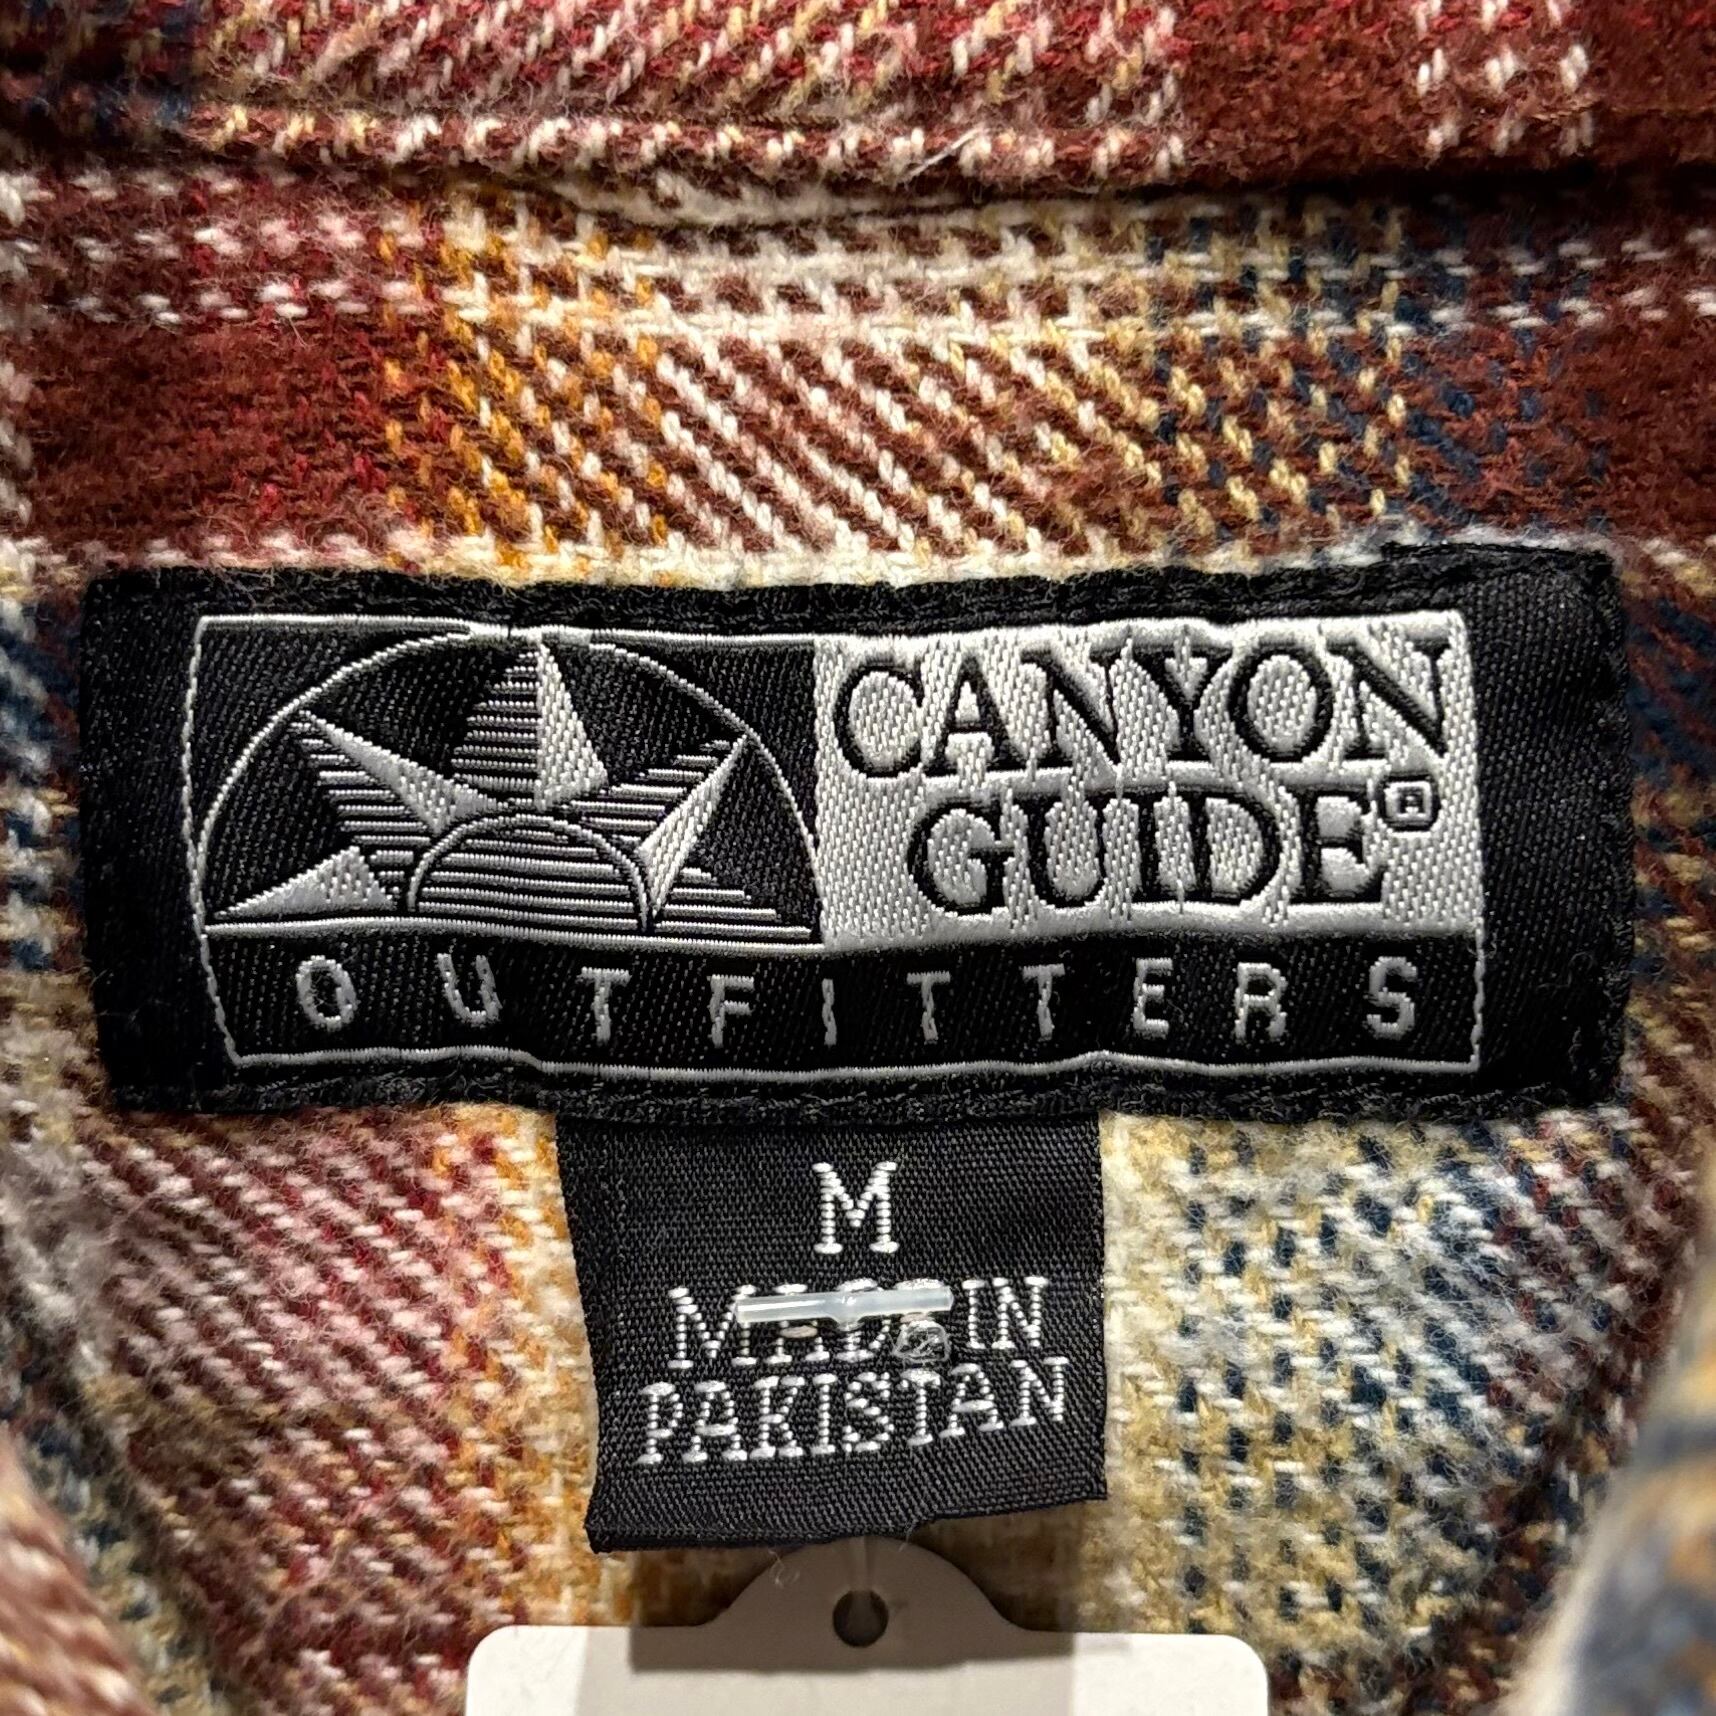 CANYON
GUIDE®
OUTFITTERS
M
MADE IN
PAKISTAN